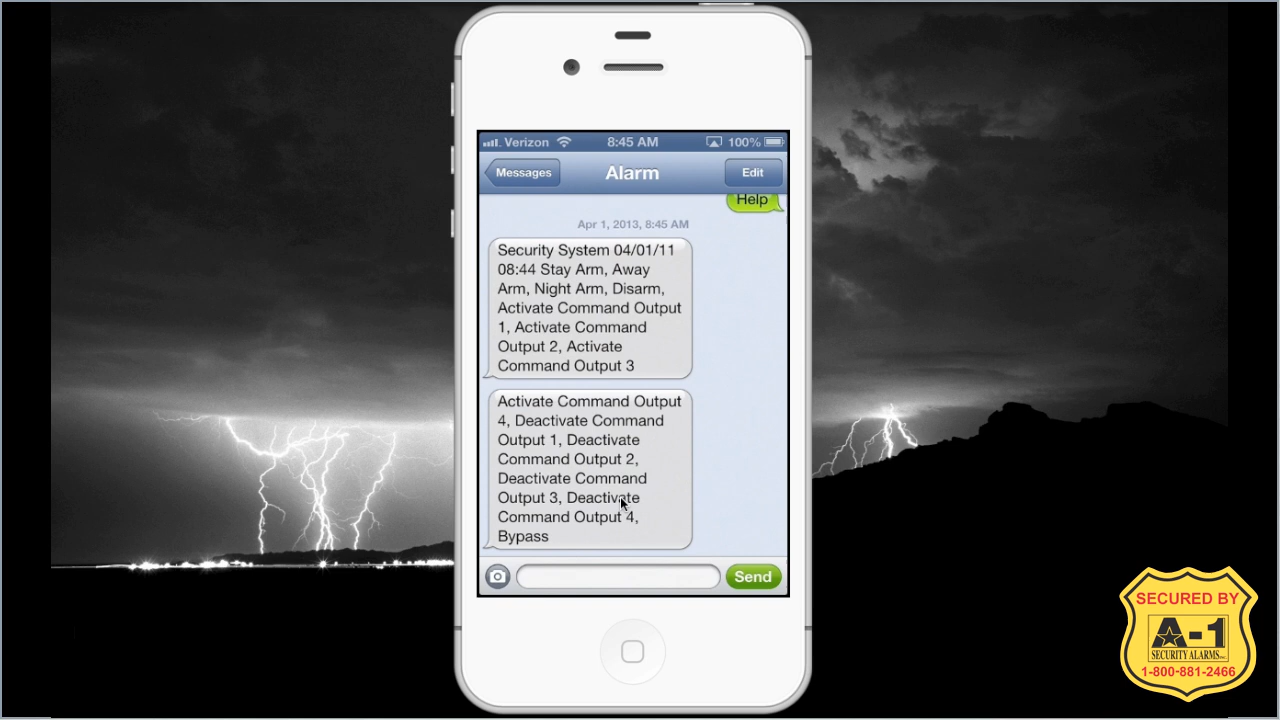 Verizon 8:45 AM 100%
Messages Alarm Edit
Help
Apr 1, 2013, 8:45 AM
Security System 04/01/11
08:44 Stay Arm, Away
Arm, Night Arm, Disarm,
Activate Command Output
1, Activate Command
Output 2, Activate
Command Output 3
Activate Command Output
4, Deactivate Command
Output 1, Deactivate
Command Output 2,
Deactivate Command
Output 3, Deactivate
Command Output 4,
Bypass
Send
SECURED BY
A-1
SECURITY ALARMS, INC.
1-800-881-2466